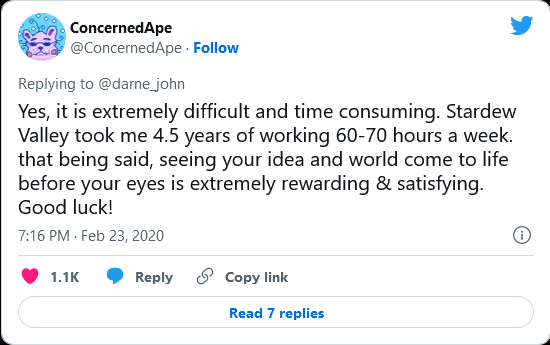 ConcernedApe
@ConcernedApe · Follow
Replying to @darne_john
Yes, it is extremely difficult and time consuming. Stardew
Valley took me 4.5 years of working 60-70 hours a week.
that being said, seeing your idea and world come to life
before your eyes is extremely rewarding & satisfying.
Good luck!
7:16 PM · Feb 23, 2020
1.1K Reply Copy link
Read 7 replies